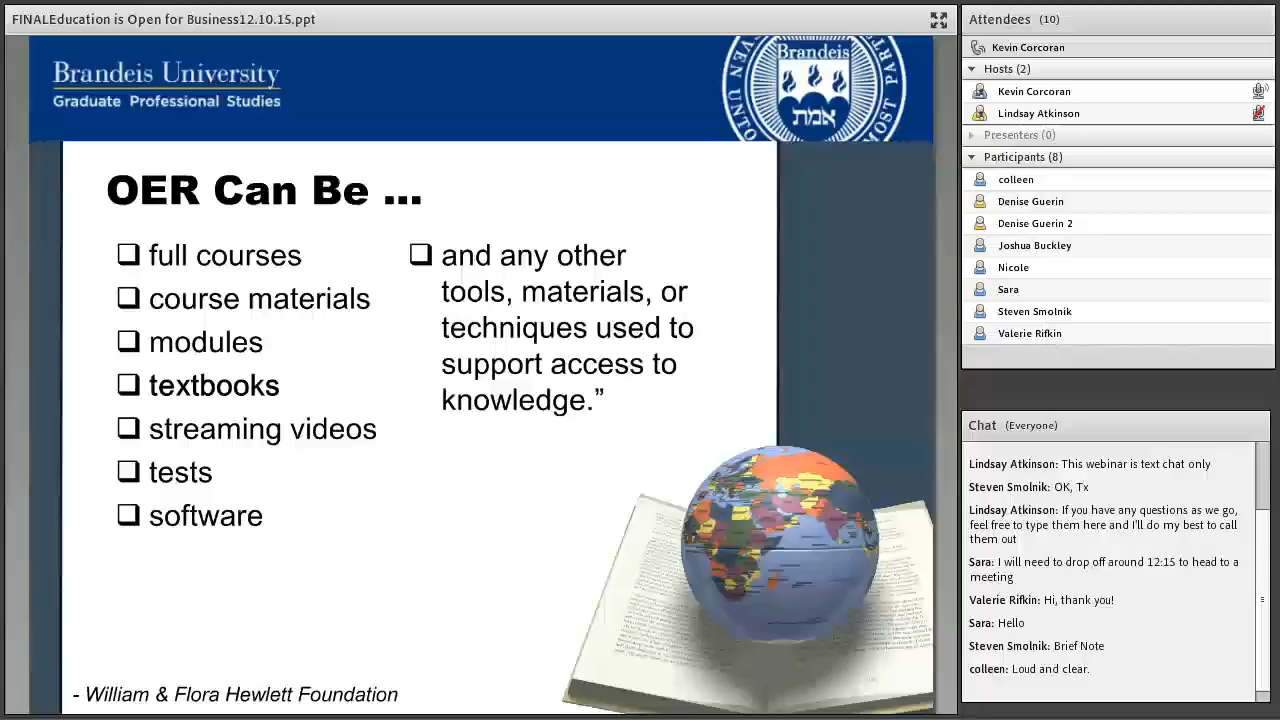 FINALEducation is Open for Business12.10.15.ppt
Brandeis University
Graduate Professional Studies
Brandeis
אמת
OER Can Be ...
❑ full courses
❑ course materials
❑ modules
❑ textbooks
❑ streaming videos
❑ tests
❑ software
❑ and any other
tools, materials, or
techniques used to
support access to
knowledge.”
- William & Flora Hewlett Foundation
Attendees (10)
Kevin Corcoran
Hosts (2)
Kevin Corcoran
Lindsay Atkinson
Presenters (0)
Participants (8)
colleen
Denise Guerin
Denise Guerin 2
Joshua Buckley
Nicole
Sara
Steven Smolnik
Valerie Rifkin
Chat (Everyone)
Lindsay Atkinson: This webinar is text chat only
Steven Smolnik: OK, Tx
Lindsay Atkinson: If you have any questions as we go,
feel free to type them here and I'll do my best to call
them out
Sara: I will need to drop off around 12:15 to head to a
meeting
Valerie Rifkin: Hi, thank you!
Sara: Hello
Steven Smolnik: Brief Note
colleen: Loud and clear.